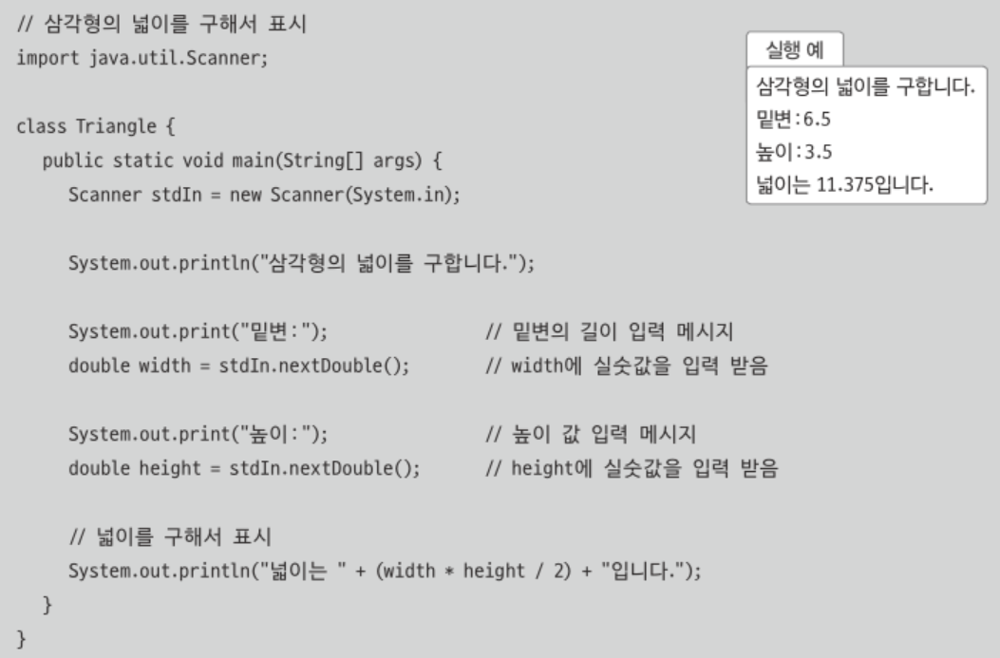 // 삼각형의 넓이를 구해서 표시
import java.util.Scanner;
class Triangle {
public static void main(String[] args) {
Scanner stdIn = new Scanner(System.in);
System.out.println("삼각형의 넓이를 구합니다.");
System.out.print("밑변:"); // 밑변의 길이 입력 메시지
double width = stdIn.nextDouble(); // width에 실숫값을 입력 받음
System.out.print("높이:"); // 높이 값 입력 메시지
double height = stdIn.nextDouble(); // height에 실숫값을 입력 받음
// 넓이를 구해서 표시
System.out.println("넓이는 " + (width * height / 2) + "입니다.");
}
}
실행 예
삼각형의 넓이를 구합니다.
밑변:6.5
높이:3.5
넓이는 11.375입니다.